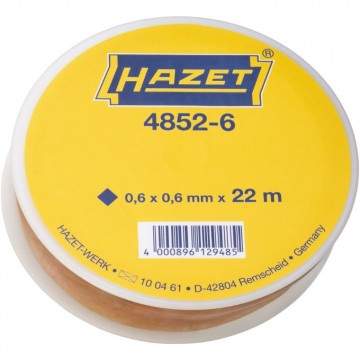 HAZET®
4852-6
0,6 x 0,6 mm x 22 m
4 000896 129485
HAZET-WERK • 10 04 61 • D-42804 Remscheid • Germany